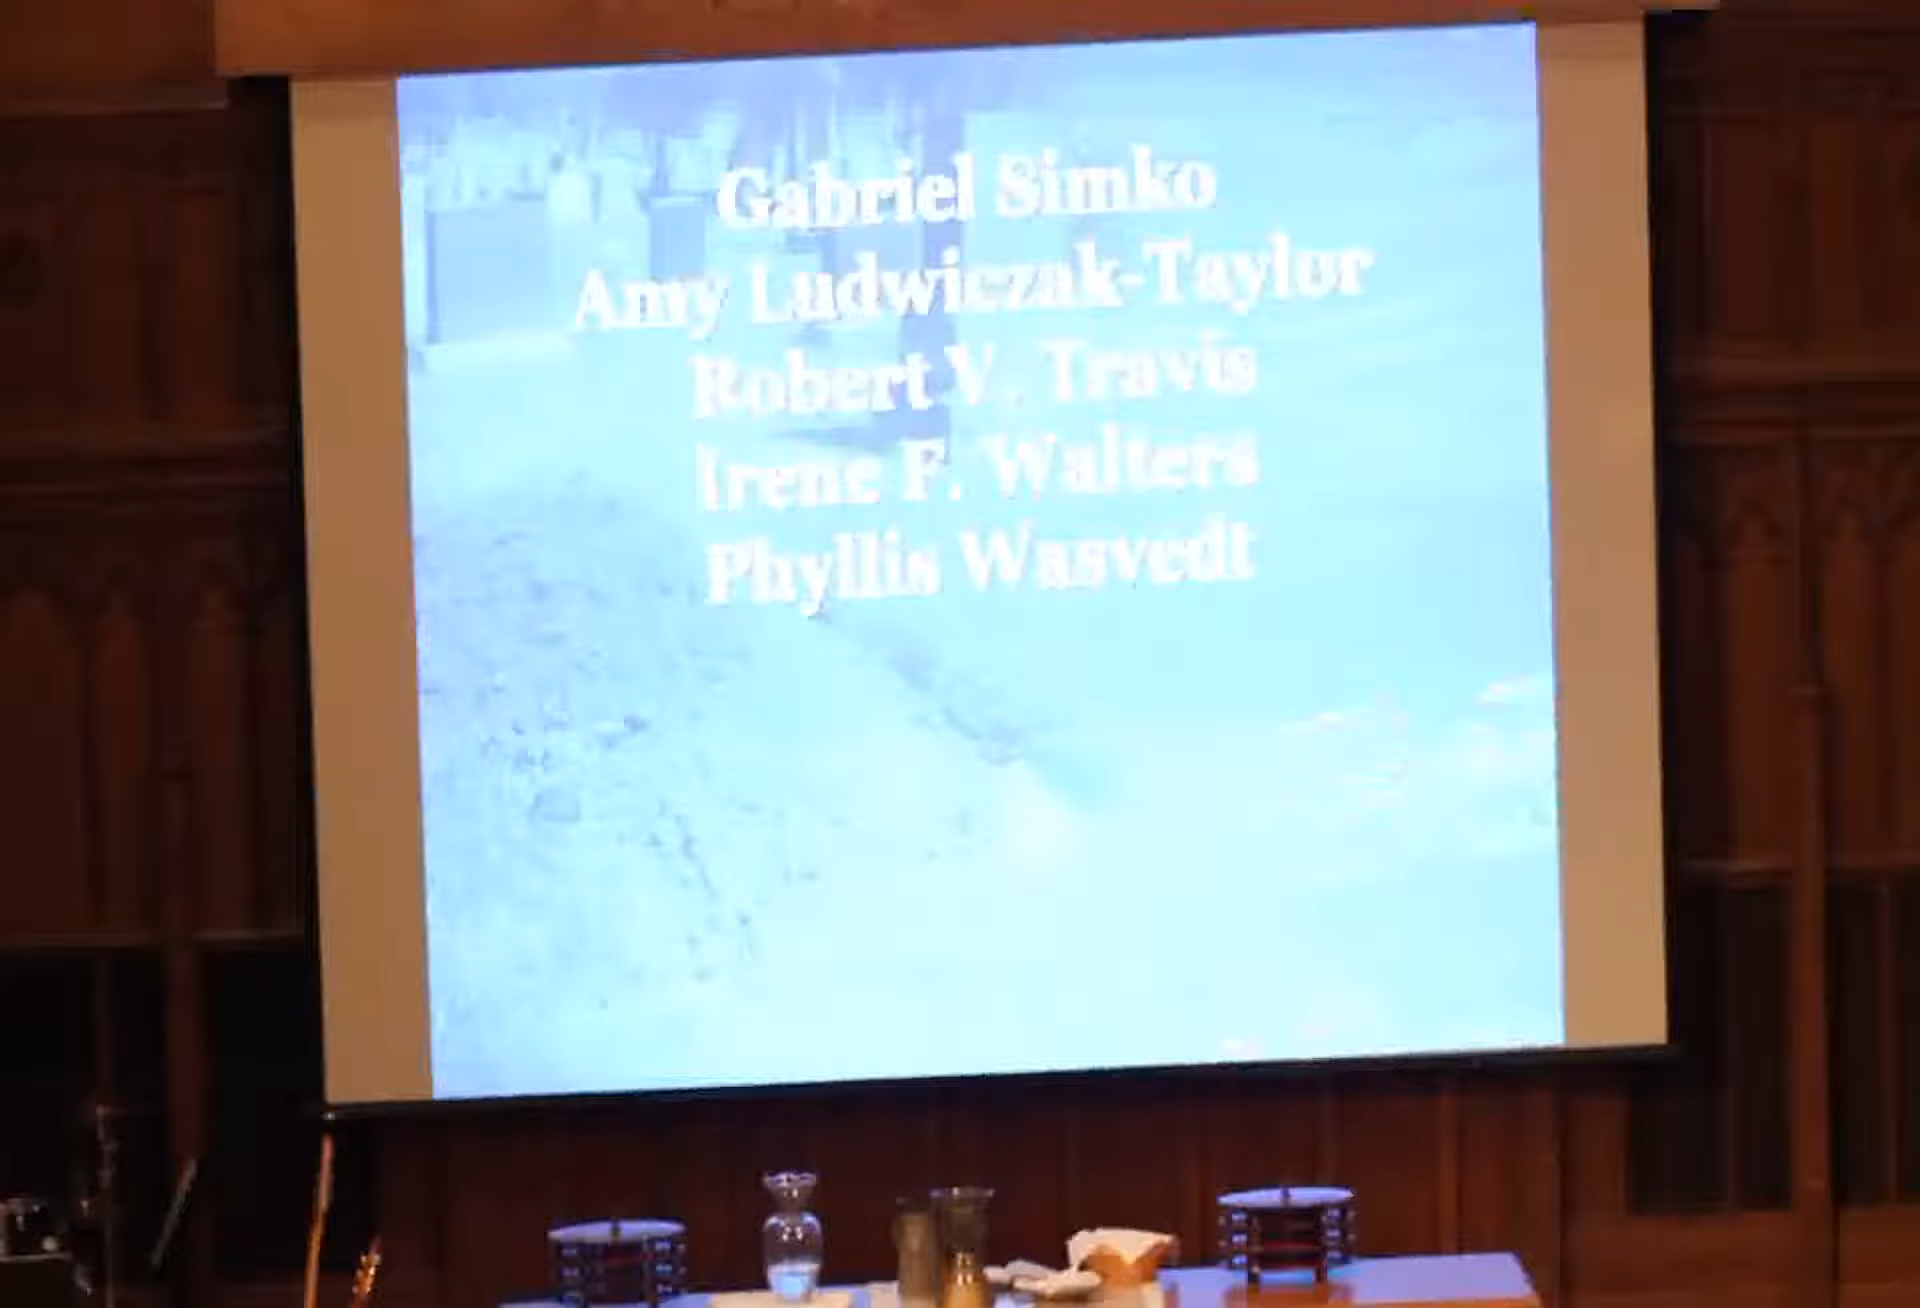 Gabriel Simko
Amy Ludwiczak-Taylor
Robert V. Travis
Irene F. Walters
Phyllis Wasvedt